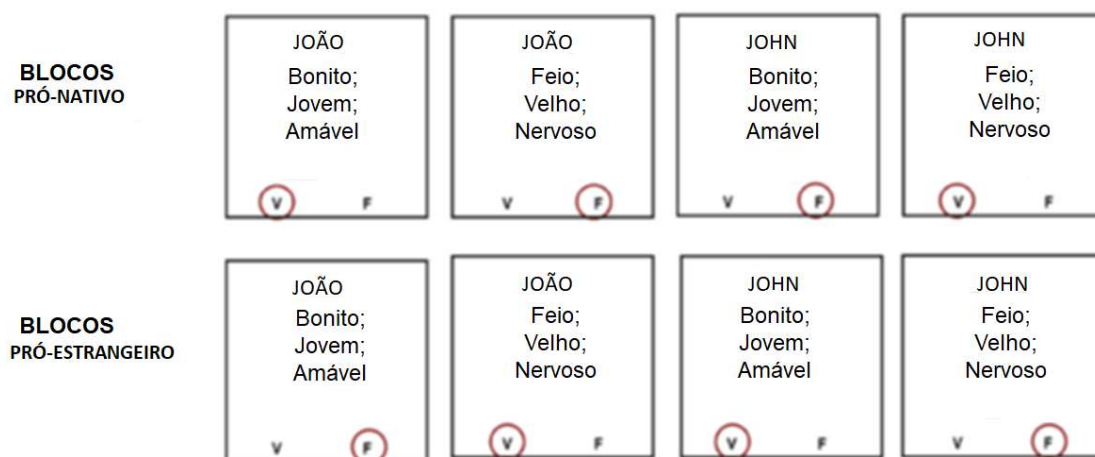 BLOCOS
PRÓ-NATIVO
JOÃO
Bonito;
Jovem;
Amável
V F
JOÃO
Feio;
Velho;
Nervoso
V F
JOHN
Bonito;
Jovem;
Amável
V F
JOHN
Feio;
Velho;
Nervoso
V F
BLOCOS
PRÓ-ESTRANGEIRO
JOÃO
Bonito;
Jovem;
Amável
V F
JOÃO
Feio;
Velho;
Nervoso
V F
JOHN
Bonito;
Jovem;
Amável
V F
JOHN
Feio;
Velho;
Nervoso
V F